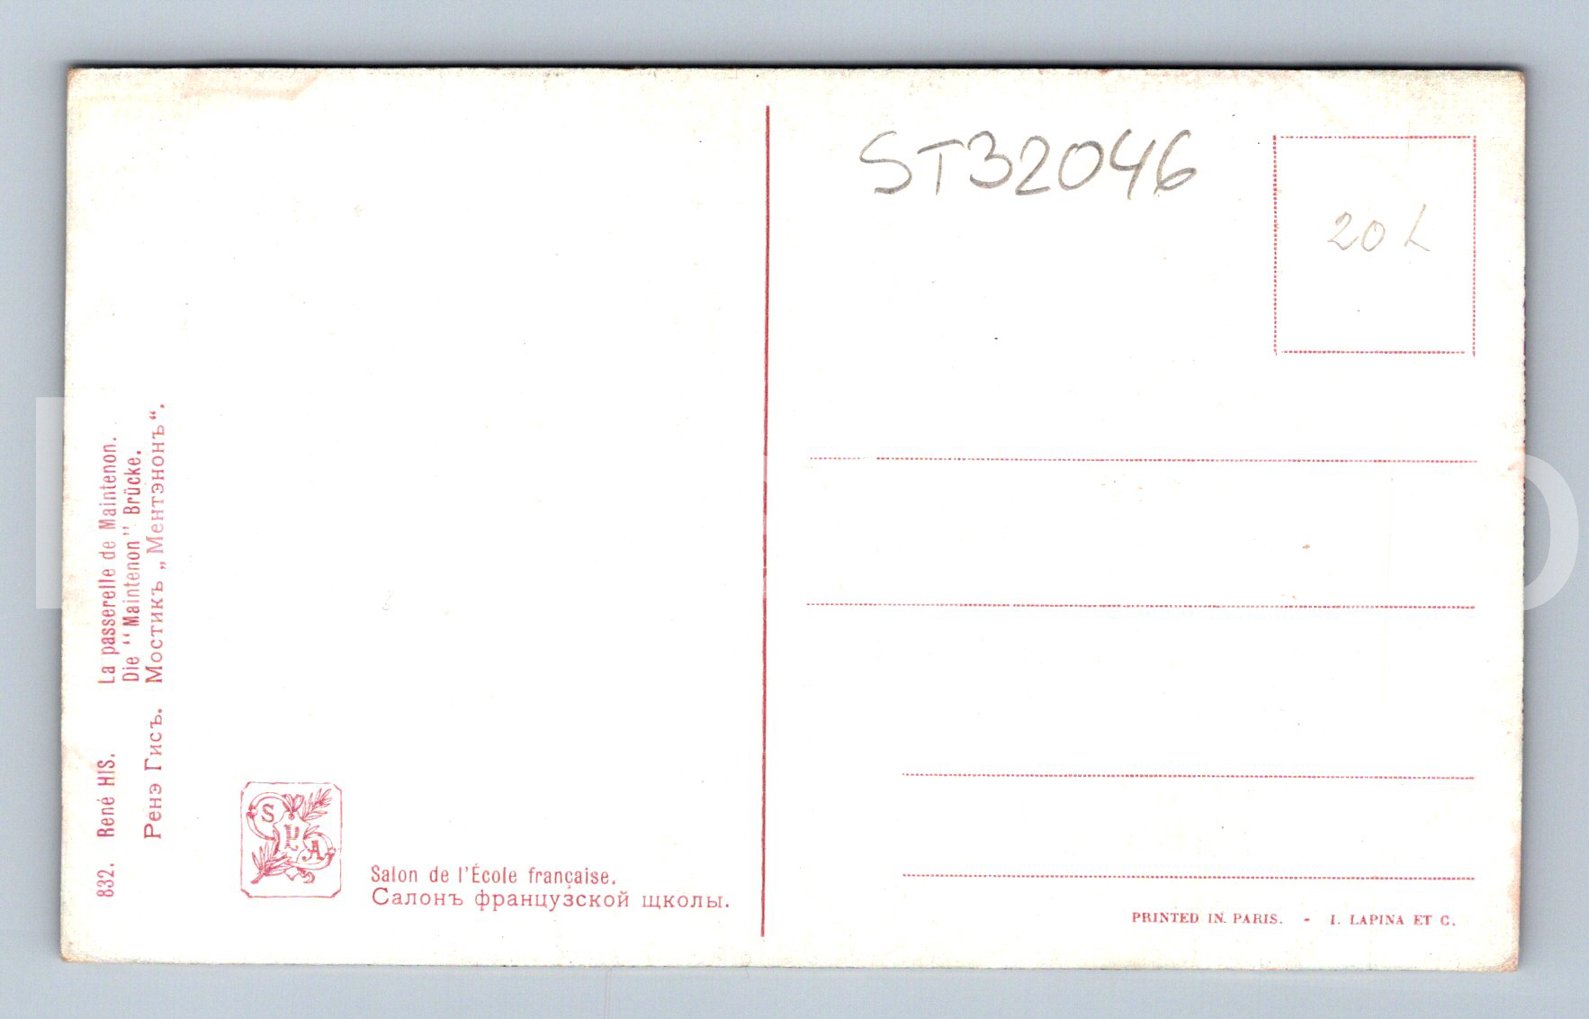 832. René HIS. La passerelle de Maintenon.
Die "Maintenon" Brücke.
Ренэ Гисъ. Мостикъ „Ментэнонъ“.
S P A
Salon de l'École française.
Салонъ французской щколы.
ST32046
20 L
PRINTED IN. PARIS. - I. LAPINA ET C.